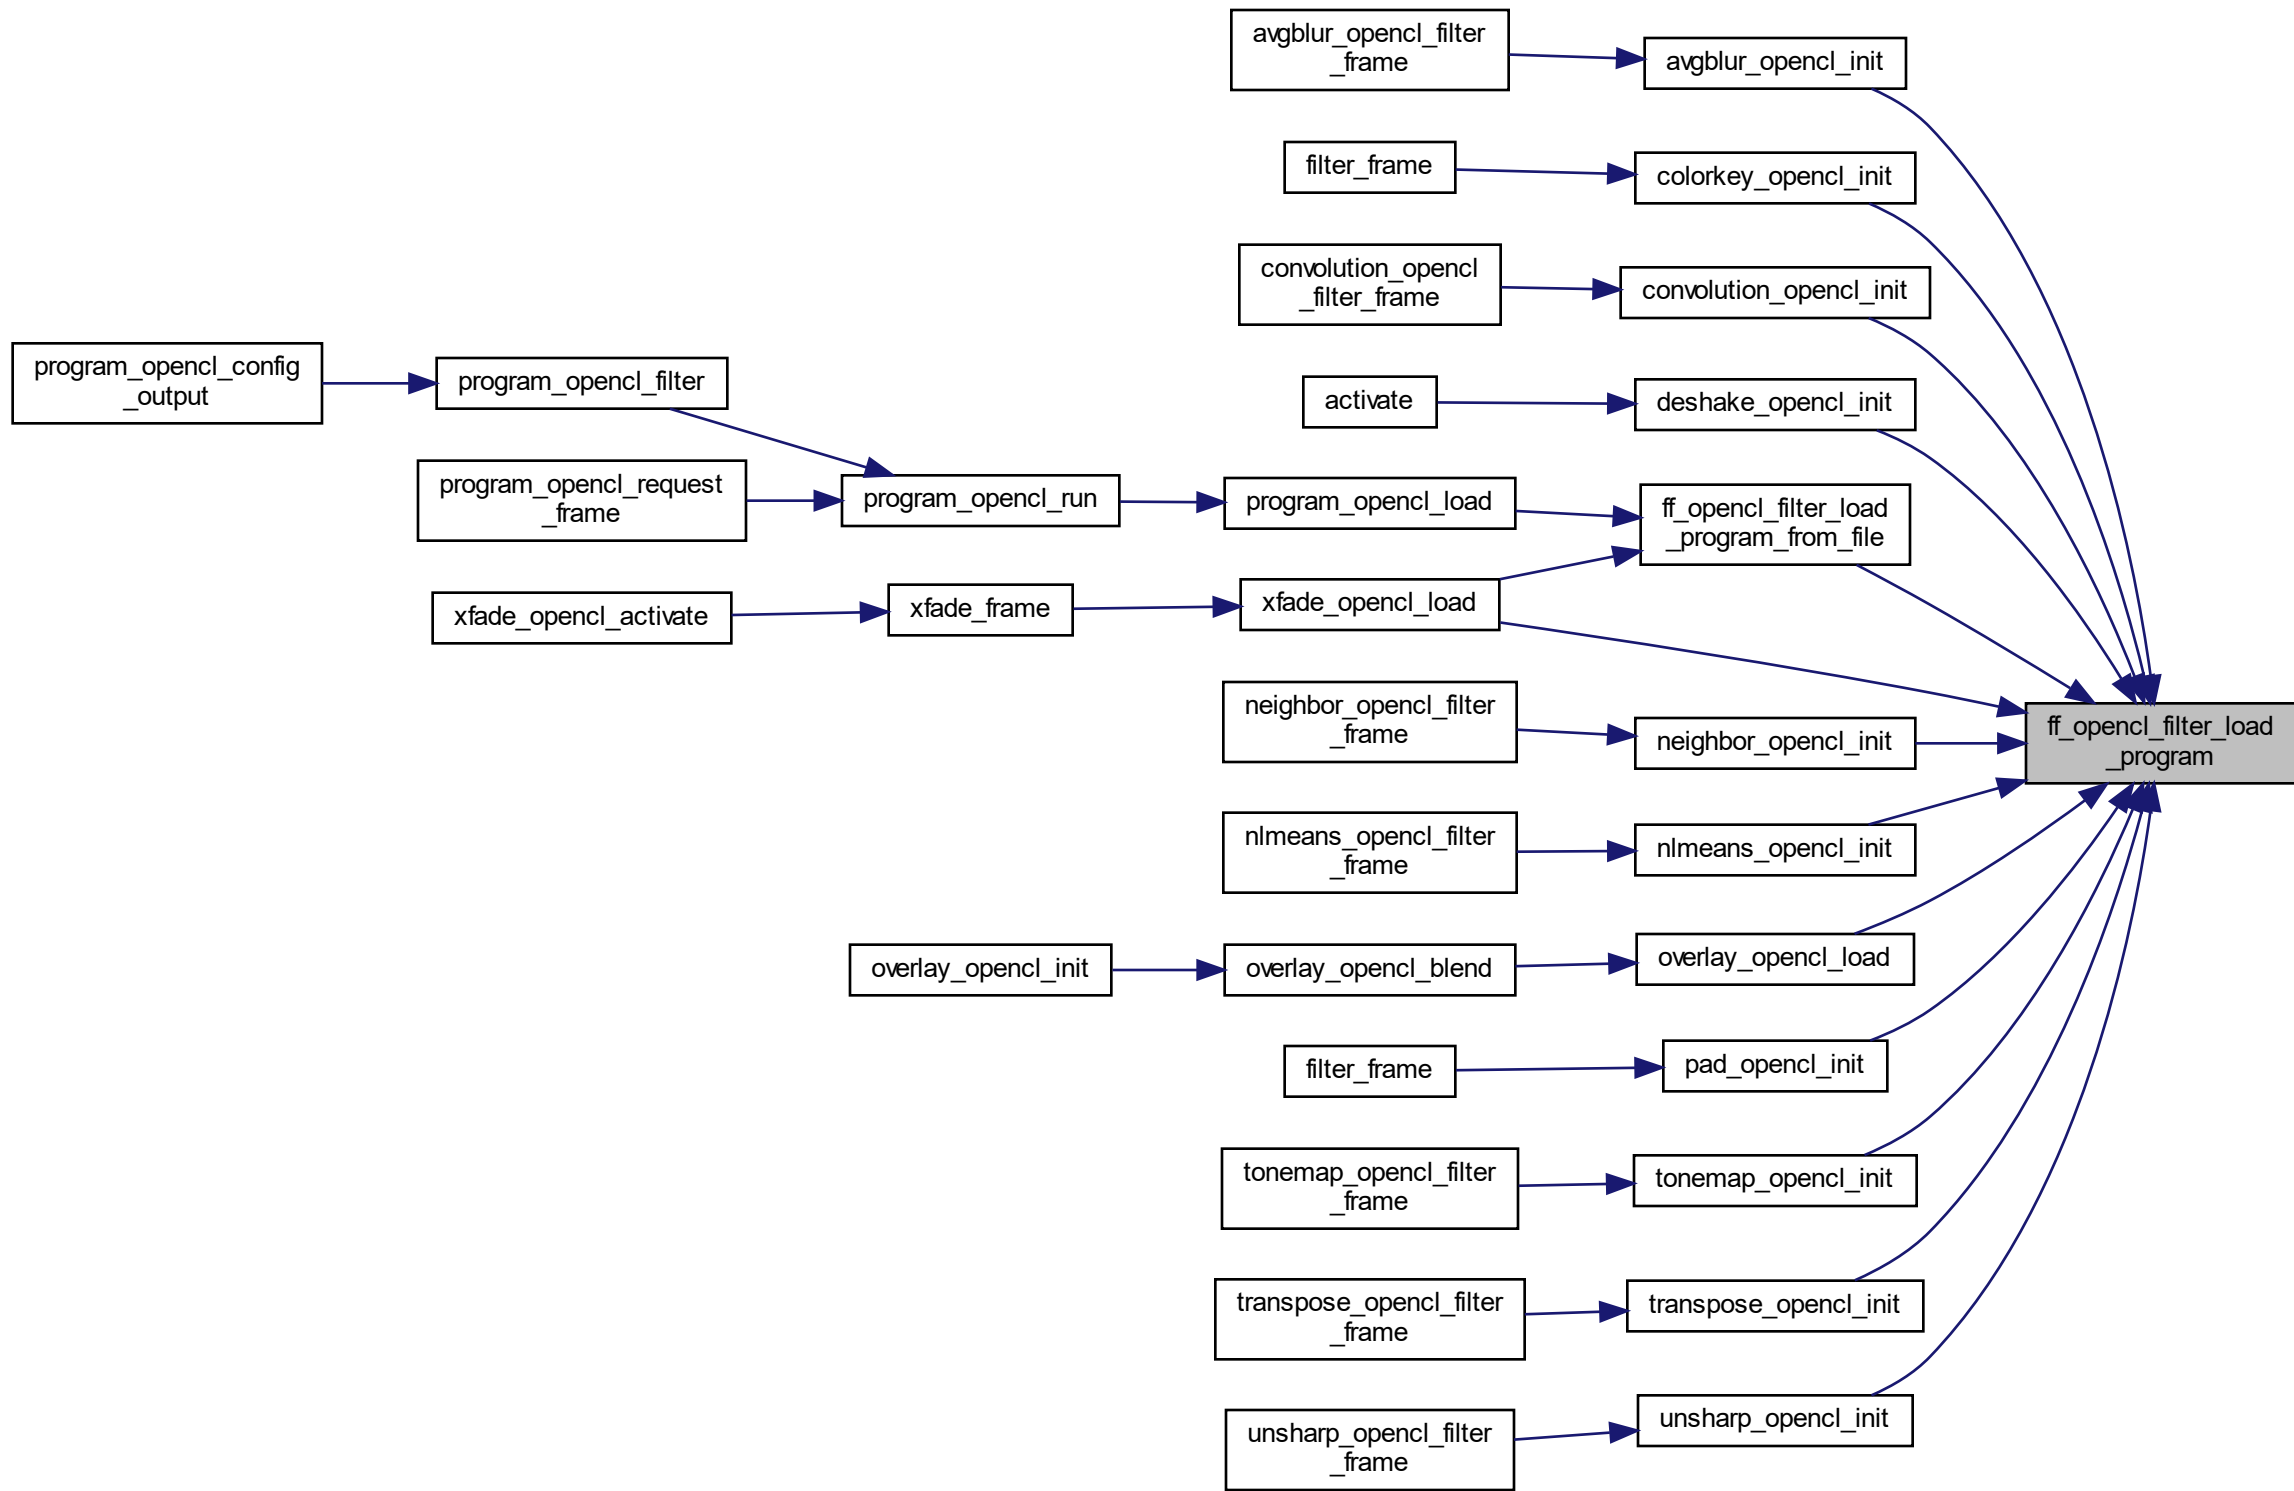 avgblur_opencl_filter
_frame
avgblur_opencl_init
filter_frame
colorkey_opencl_init
convolution_opencl
_filter_frame
convolution_opencl_init
program_opencl_config
_output
program_opencl_filter
activate
deshake_opencl_init
program_opencl_request
_frame
program_opencl_run
program_opencl_load
ff_opencl_filter_load
_program_from_file
xfade_opencl_activate
xfade_frame
xfade_opencl_load
neighbor_opencl_filter
_frame
neighbor_opencl_init
ff_opencl_filter_load
_program
nlmeans_opencl_filter
_frame
nlmeans_opencl_init
overlay_opencl_init
overlay_opencl_blend
overlay_opencl_load
filter_frame
pad_opencl_init
tonemap_opencl_filter
_frame
tonemap_opencl_init
transpose_opencl_filter
_frame
transpose_opencl_init
unsharp_opencl_filter
_frame
unsharp_opencl_init